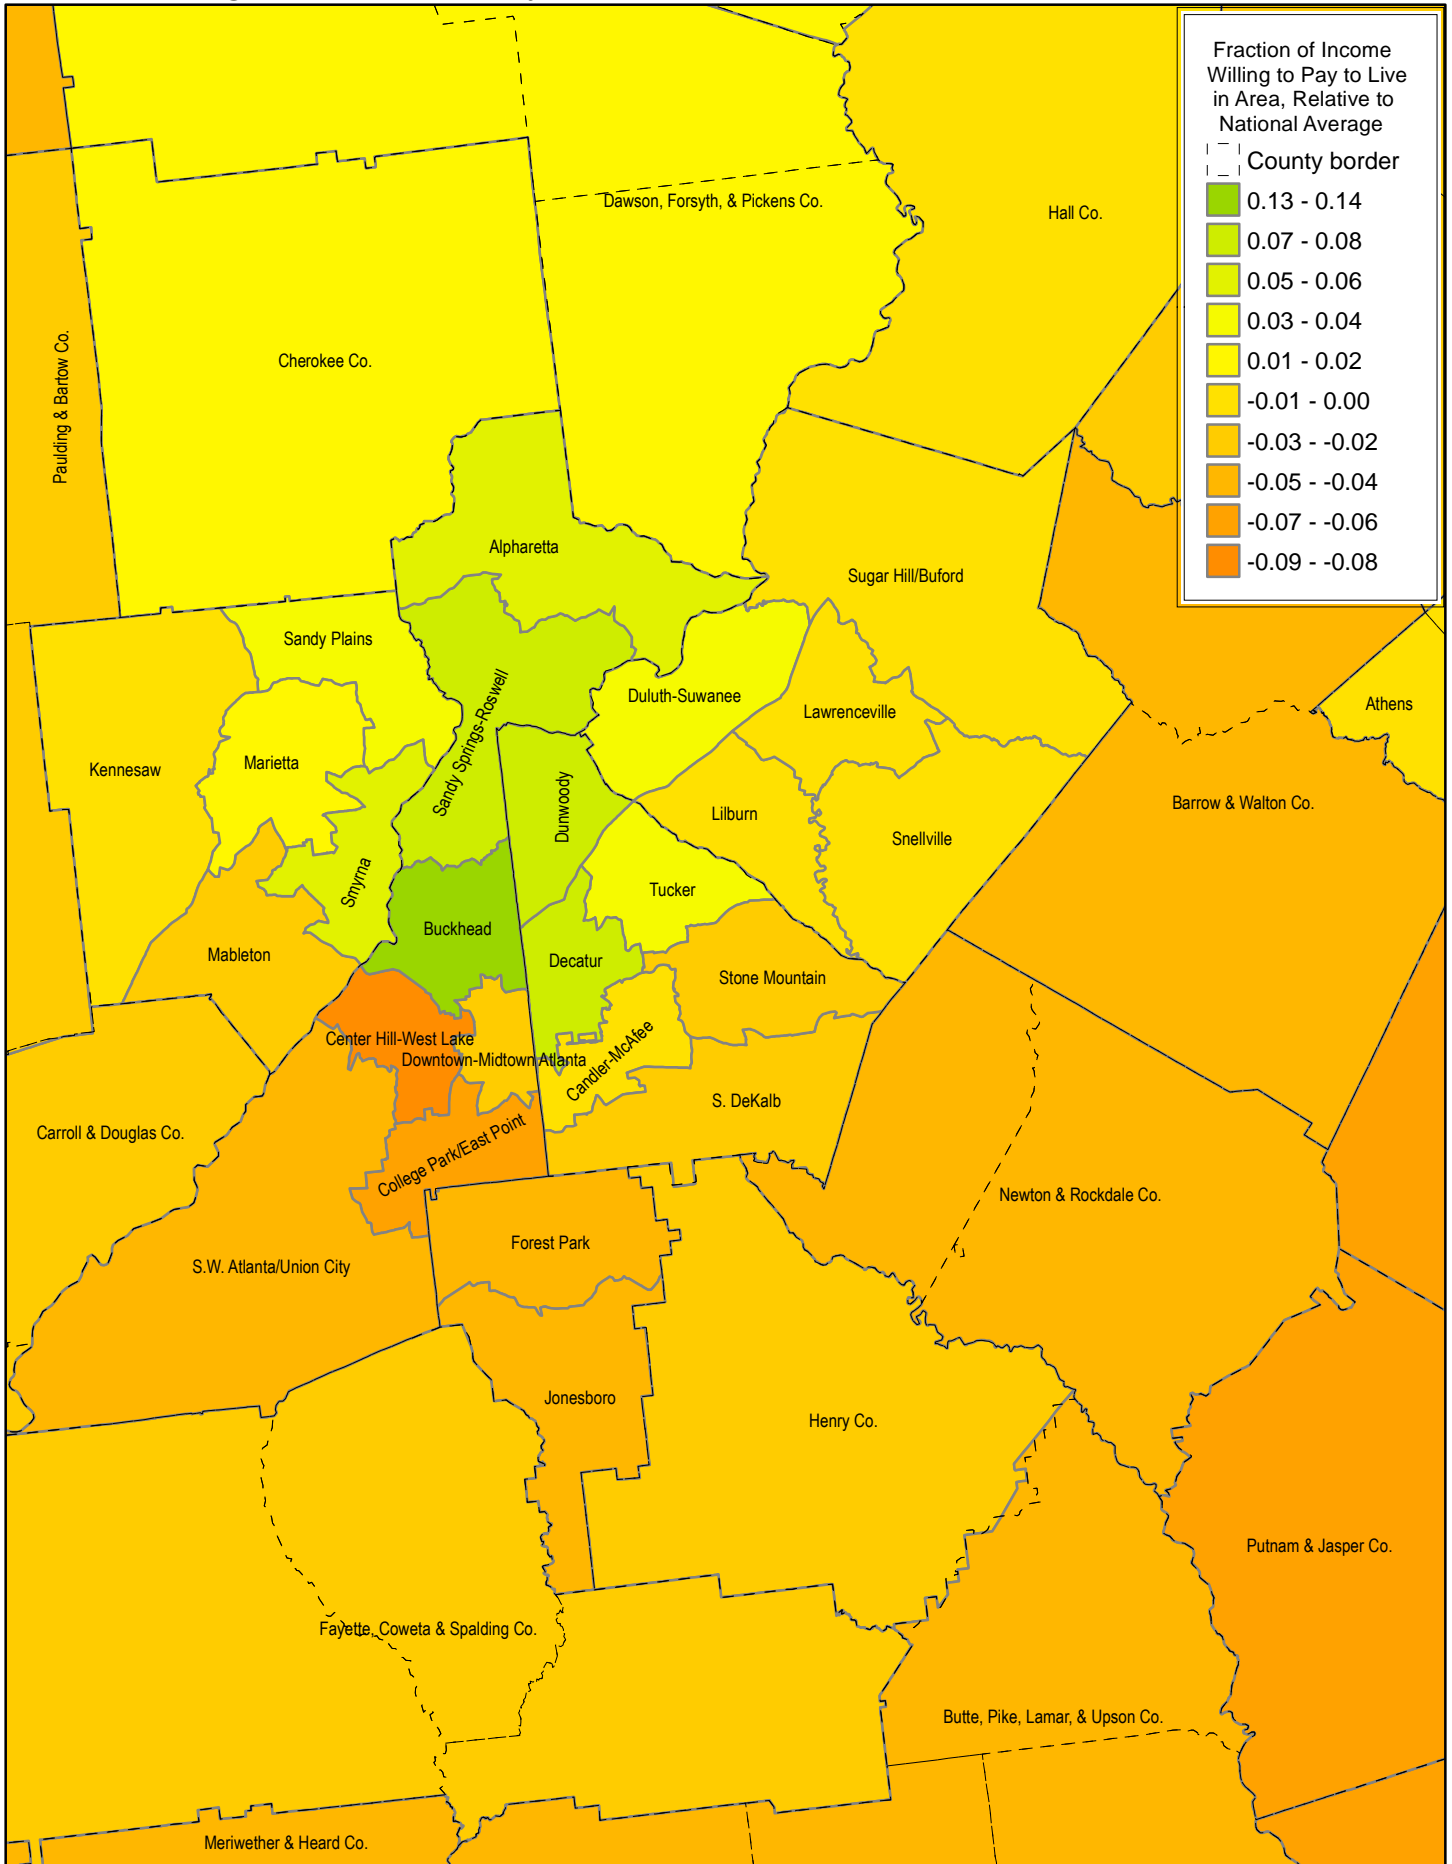 Fraction of Income
Willing to Pay to Live
in Area, Relative to
National Average
County border
0.13 - 0.14
0.07 - 0.08
0.05 - 0.06
0.03 - 0.04
0.01 - 0.02
-0.01 - 0.00
-0.03 - -0.02
-0.05 - -0.04
-0.07 - -0.06
-0.09 - -0.08
Dawson, Forsyth, & Pickens Co.
Hall Co.
Cherokee Co.
Paulding & Bartow Co.
Alpharetta
Sugar Hill/Buford
Sandy Plains
Sandy Springs-Roswell
Duluth-Suwanee
Lawrenceville
Athens
Marietta
Kennesaw
Dunwoody
Barrow & Walton Co.
Lilburn
Snellville
Smyrna
Tucker
Buckhead
Mableton
Decatur
Stone Mountain
Center Hill-West Lake
Downtown-Midtown Atlanta
Candler-McAfee
S. DeKalb
Carroll & Douglas Co.
College Park/East Point
Newton & Rockdale Co.
Forest Park
S.W. Atlanta/Union City
Jonesboro
Henry Co.
Putnam & Jasper Co.
Fayette, Coweta & Spalding Co.
Butte, Pike, Lamar, & Upson Co.
Meriwether & Heard Co.